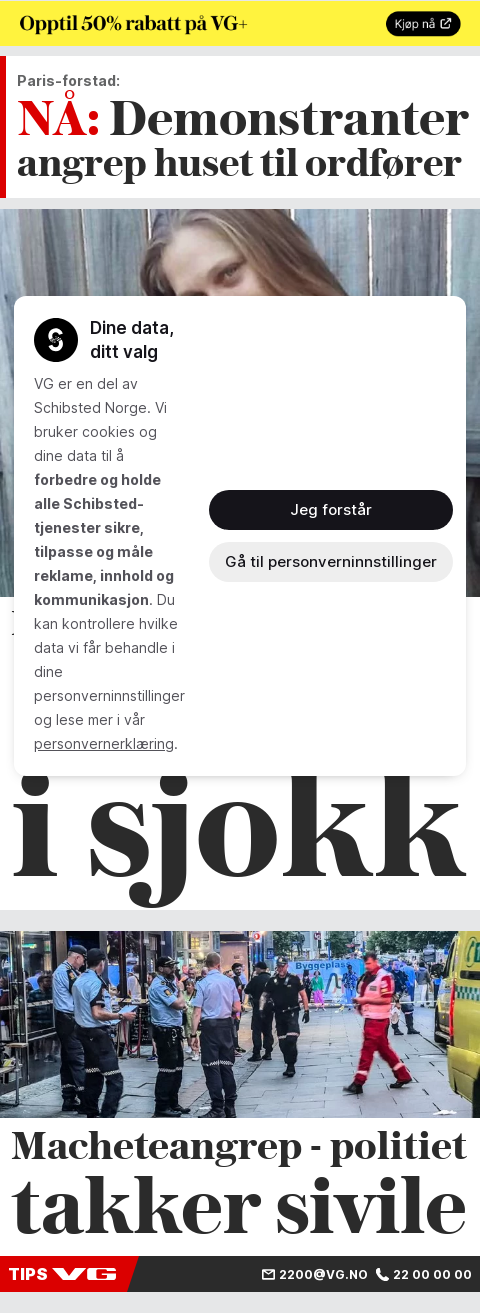 Opptil 50% rabatt på VG+
Kjøp nå
Paris-forstad:
NÅ: Demonstranter
angrep huset til ordfører
Dine data,
ditt valg
VG er en del av
Schibsted Norge. Vi
bruker cookies og
dine data til å
forbedre og holde
alle Schibsted-
tjenester sikre,
tilpasse og måle
reklame, innhold og
kommunikasjon. Du
kan kontrollere hvilke
data vi får behandle i
dine
personverninnstillinger
og lese mer i vår
personvernerklæring.
Jeg forstår
Gå til personverninnstillinger
i sjokk
Byggeplass
Macheteangrep - politiet
takker sivile
TIPS VG
2200@VG.NO 22 00 00 00